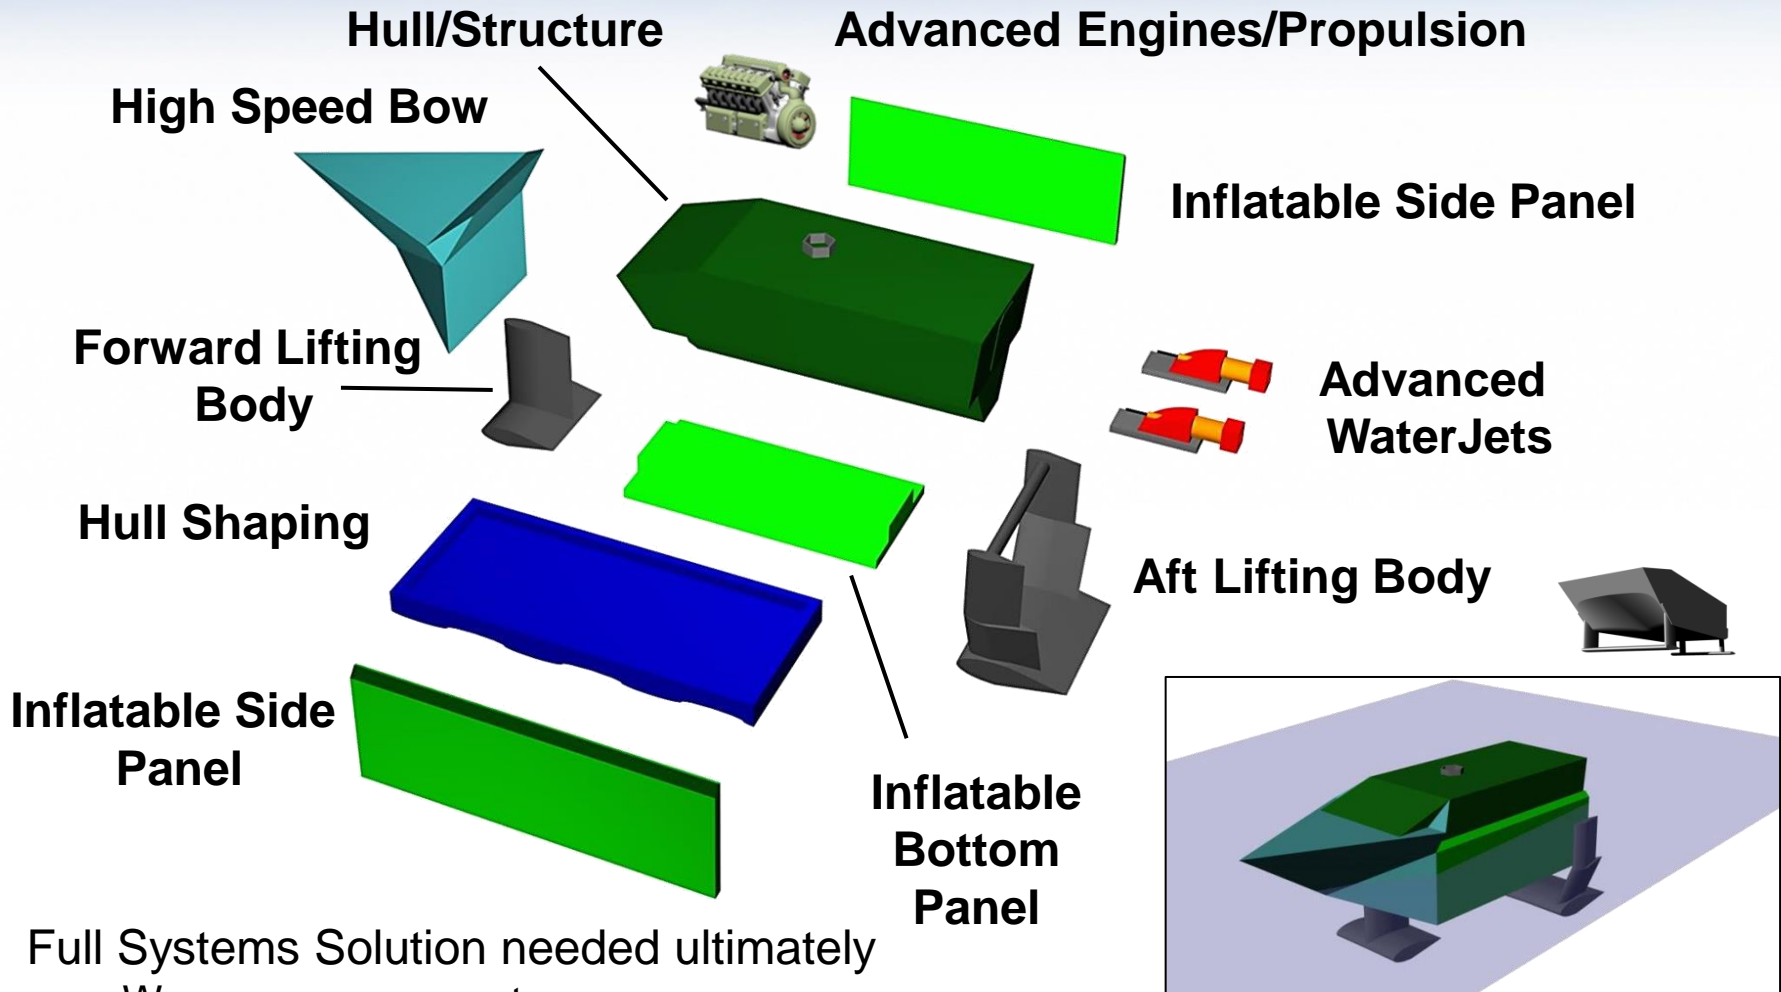 Hull/Structure
Advanced Engines/Propulsion
High Speed Bow
Inflatable Side Panel
Forward Lifting
Body
Advanced
WaterJets
Hull Shaping
Aft Lifting Body
Inflatable Side
Panel
Inflatable
Bottom
Panel
Full Systems Solution needed ultimately